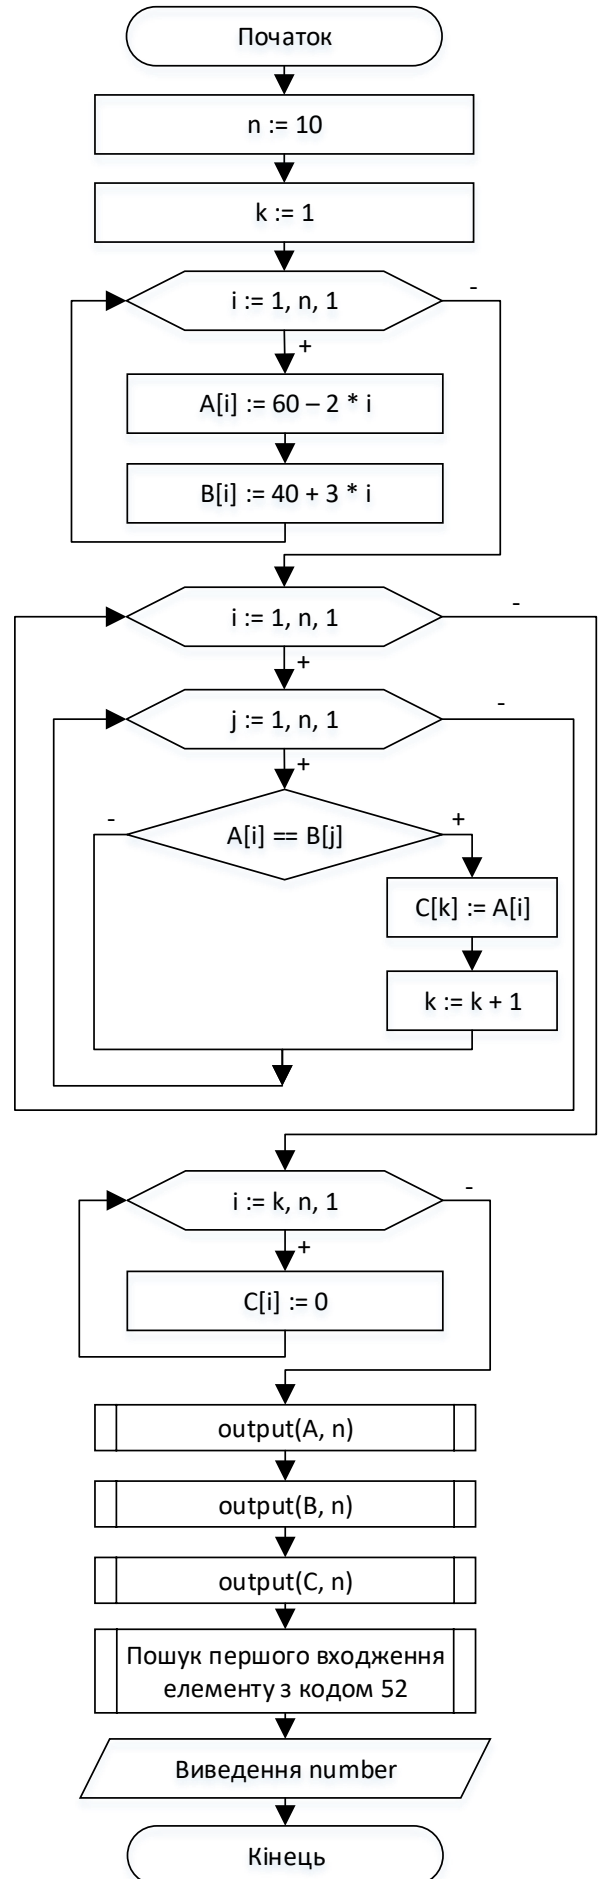 Початок
n := 10
k := 1
i := 1, n, 1
-
+
A[i] := 60 – 2 * i
B[i] := 40 + 3 * i
i := 1, n, 1
-
+
j := 1, n, 1
-
+
-
A[i] == B[j]
+
C[k] := A[i]
k := k + 1
i := k, n, 1
-
+
C[i] := 0
output(A, n)
output(B, n)
output(C, n)
Пошук першого входження
елементу з кодом 52
Виведення number
Кінець